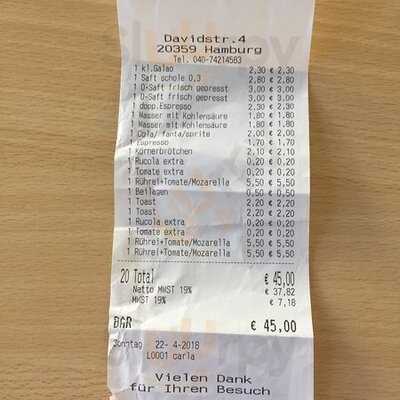 Davidstr.4
20359 Hamburg
Tel. 040-74214583
1 kl.Galao 2,30 € 2,30
1 Saft schole 0,3 2,80 € 2,80
1 O-Saft frisch gepresst 3,00 € 3,00
1 O-Saft frisch gepresst 3,00 € 3,00
1 dopp.Espresso 2,30 € 2,30
1 Wasser mit Kohlensäure 1,80 € 1,80
1 Wasser mit Kohlensäure 1,80 € 1,80
1 Cola/ fanta/sprite 2,00 € 2,00
1 Espresso 1,70 € 1,70
1 Körnerbrötchen 2,10 € 2,10
1 Rucola extra 0,20 € 0,20
1 Tomate extra 0,20 € 0,20
1 Rührei+Tomate/Mozarella 5,50 € 5,50
1 Beilagen 0,50 € 0,50
1 Toast 2,20 € 2,20
1 Toast 2,20 € 2,20
1 Rucola extra 0,20 € 0,20
1 Tomate extra 0,20 € 0,20
1 Rührei+Tomate/Mozarella 5,50 € 5,50
1 Rührei+Tomate/Mozarella 5,50 € 5,50
20 Total € 45,00
Netto MWST 19% € 37,82
MWST 19% € 7,18
BAR € 45,00
Sonntag 22- 4-2018
L0001 carla
Vielen Dank
für Ihren Besuch